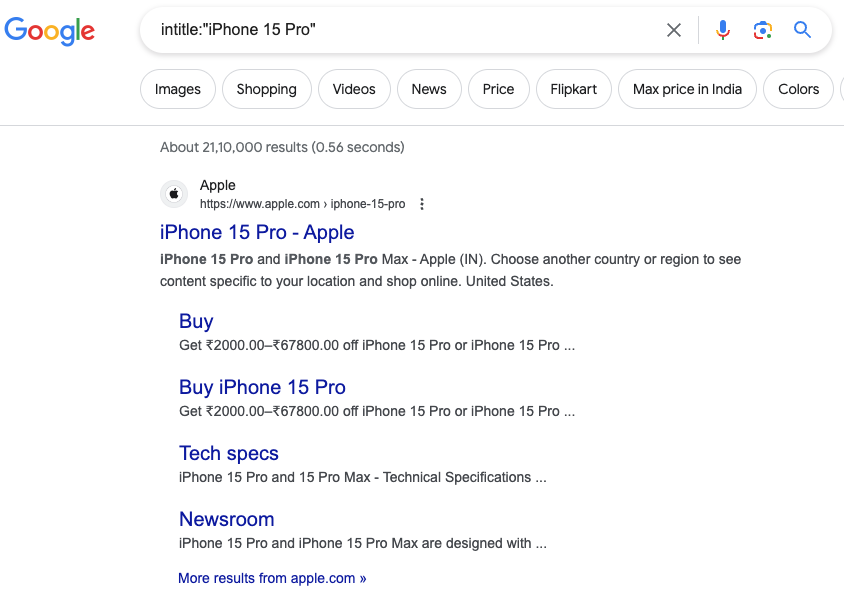 Google
intitle:"iPhone 15 Pro"
Images
Shopping
Videos
News
Price
Flipkart
Max price in India
Colors
About 21,10,000 results (0.56 seconds)
Apple
https://www.apple.com › iphone-15-pro
iPhone 15 Pro - Apple
iPhone 15 Pro and iPhone 15 Pro Max - Apple (IN). Choose another country or region to see
content specific to your location and shop online. United States.
Buy
Get ₹2000.00–₹67800.00 off iPhone 15 Pro or iPhone 15 Pro ...
Buy iPhone 15 Pro
Get ₹2000.00–₹67800.00 off iPhone 15 Pro or iPhone 15 Pro ...
Tech specs
iPhone 15 Pro and 15 Pro Max - Technical Specifications ...
Newsroom
iPhone 15 Pro and iPhone 15 Pro Max are designed with ...
More results from apple.com »